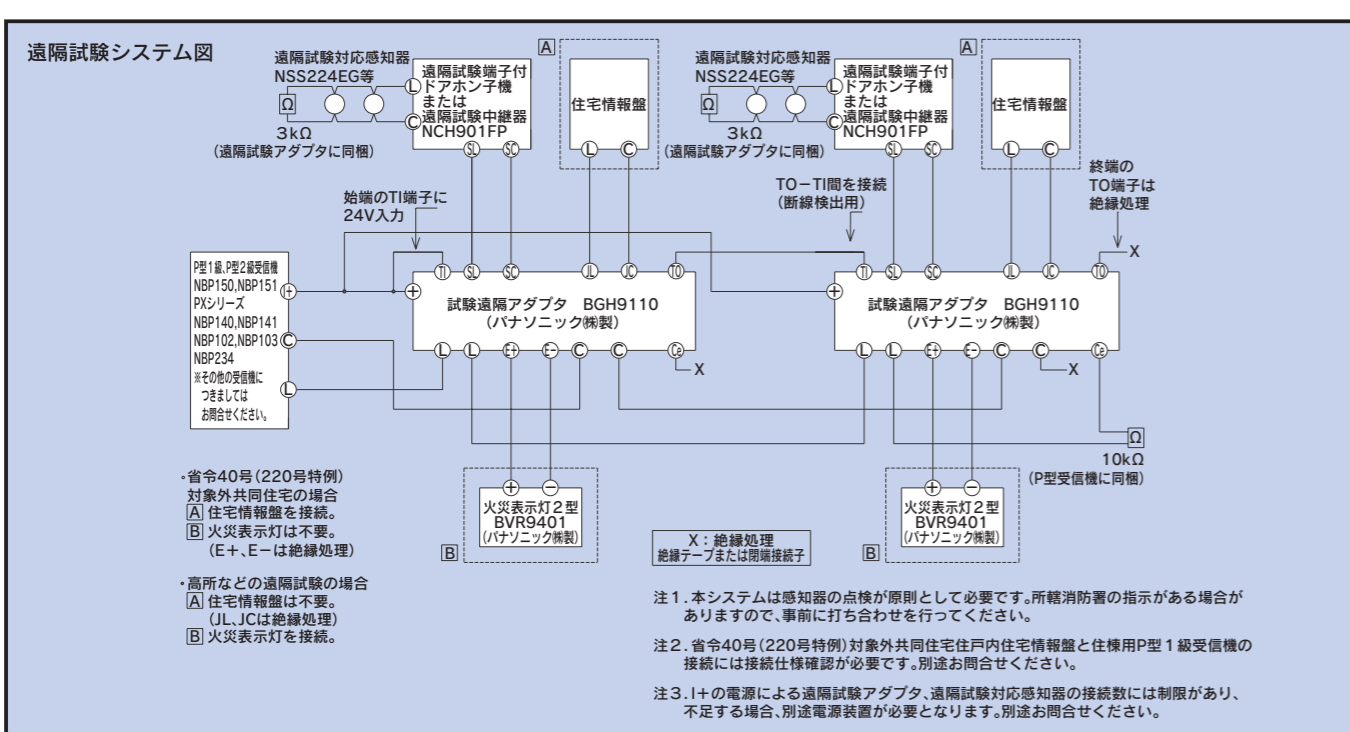 遠隔試験システム図
遠隔試験対応感知器
NSS224EG等
Ω
3kΩ
(遠隔試験アダプタに同梱)
L
C
遠隔試験端子付
ドアホン子機
または
遠隔試験中継器
NCH901FP
SL
SC
A
住宅情報盤
L
C
遠隔試験対応感知器
NSS224EG等
Ω
3kΩ
(遠隔試験アダプタに同梱)
L
C
遠隔試験端子付
ドアホン子機
または
遠隔試験中継器
NCH901FP
SL
SC
A
住宅情報盤
L
C
始端のTI端子に
24V入力
TO－TI間を接続
(断線検出用)
終端の
TO端子は
絶縁処理
X
P型1級、P型2級受信機
NBP150,NBP151
PXシリーズ
NBP140,NBP141
NBP102,NBP103
NBP234
※その他の受信機に
つきましては
お問合せください。
I+
C
L
TI
SL
SC
JL
JC
TO
+
試験遠隔アダプタ　BGH9110
(パナソニック㈱製)
L
L
E+
E-
C
C
Ce
X
TI
SL
SC
JL
JC
TO
+
試験遠隔アダプタ　BGH9110
(パナソニック㈱製)
L
L
E+
E-
C
C
Ce
X
Ω
10kΩ
(P型受信機に同梱)
+
−
火災表示灯2型
BVR9401
(パナソニック㈱製)
B
+
−
火災表示灯2型
BVR9401
(パナソニック㈱製)
B
X：絶縁処理
絶縁テープまたは閉端接続子
・省令40号(220号特例)
対象外共同住宅の場合
A 住宅情報盤を接続。
B 火災表示灯は不要。
(E＋、E－は絶縁処理)
・高所などの遠隔試験の場合
A 住宅情報盤は不要。
(JL、JCは絶縁処理)
B 火災表示灯を接続。
注1．本システムは感知器の点検が原則として必要です。所轄消防署の指示がある場合が
ありますので、事前に打ち合わせを行ってください。
注2．省令40号(220号特例)対象外共同住宅住戸内住宅情報盤と住棟用P型1級受信機の
接続には接続仕様確認が必要です。別途お問合せください。
注3．I+の電源による遠隔試験アダプタ、遠隔試験対応感知器の接続数には制限があり、
不足する場合、別途電源装置が必要となります。別途お問合せください。